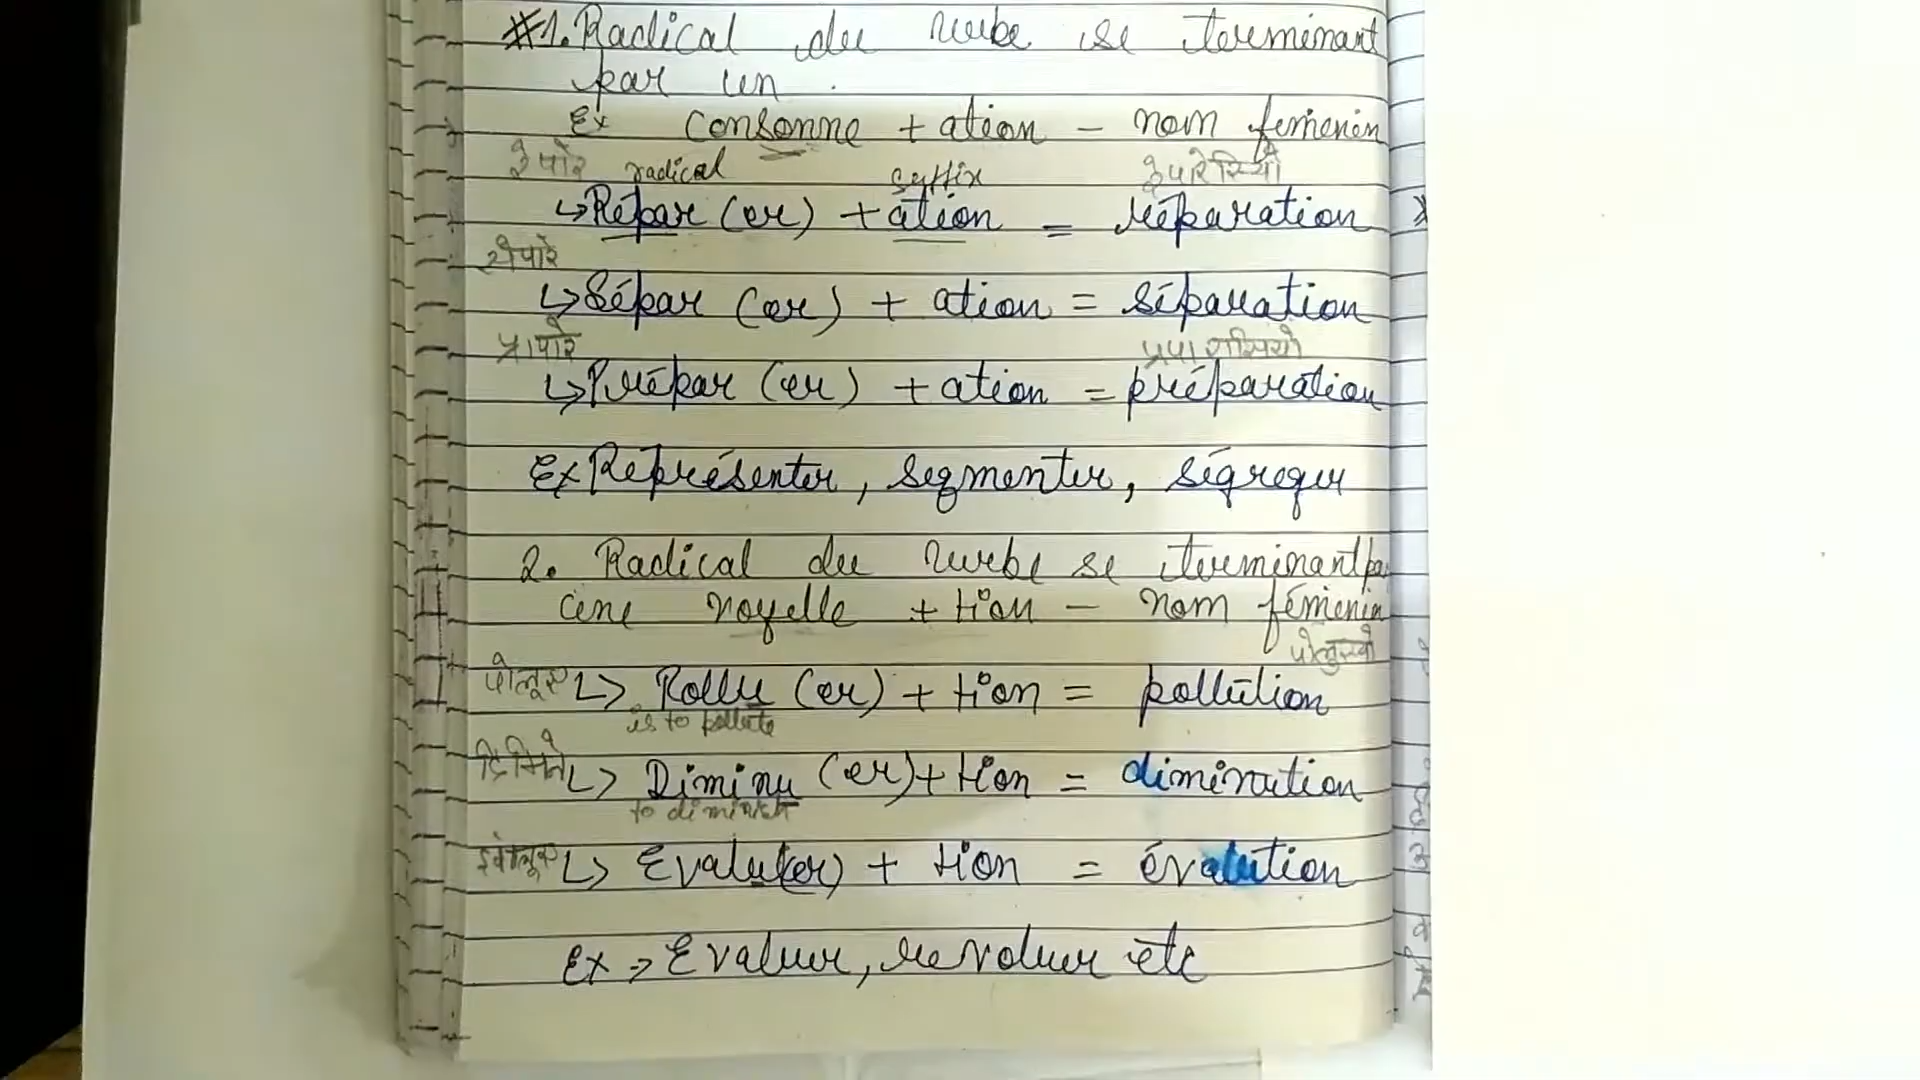 #1. Radical du verbe se terminant
par un
Ex consonne + ation - nom femenin
रेपारे radical suffix
↳ Répar (er) + ation = réparation
सेपारे
↳ Sépar (er) + ation = séparation
प्रापारे
↳ Prépar (er) + ation = préparation
Ex Représenter, segmenter, ségreguer
2. Radical du verbe se terminant par
une voyelle + tion - nom fémenin
↳ Pollu (er) + tion = pollution
is to pollute
↳ Diminu (er) + tion = diminution
to diminish
↳ Evalu(er) + tion = évalution
Ex → Evaluer, revoluer etc